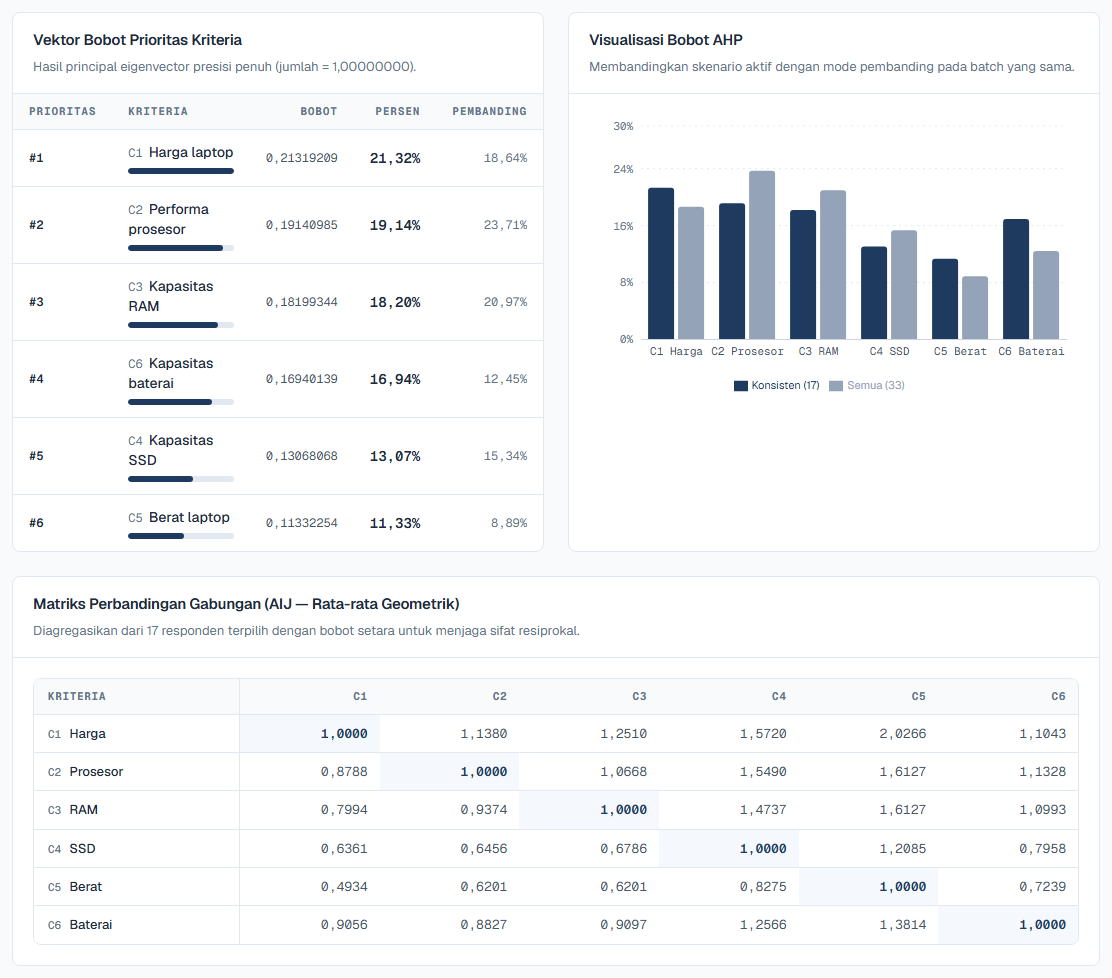 Vektor Bobot Prioritas Kriteria
Hasil principal eigenvector presisi penuh (jumlah = 1,00000000).
PRIORITAS KRITERIA BOBOT PERSEN PEMBANDING
#1 C1 Harga laptop 0,21319209 21,32% 18,64%
#2 C2 Performa prosesor 0,19140985 19,14% 23,71%
#3 C3 Kapasitas RAM 0,18199344 18,20% 20,97%
#4 C6 Kapasitas baterai 0,16940139 16,94% 12,45%
#5 C4 Kapasitas SSD 0,13068068 13,07% 15,34%
#6 C5 Berat laptop 0,11332254 11,33% 8,89%
Visualisasi Bobot AHP
Membandingkan skenario aktif dengan mode pembanding pada batch yang sama.
30%
24%
16%
8%
0%
C1 Harga C2 Prosesor C3 RAM C4 SSD C5 Berat C6 Baterai
Konsisten (17) Semua (33)
Matriks Perbandingan Gabungan (AIJ — Rata-rata Geometrik)
Diagregasikan dari 17 responden terpilih dengan bobot setara untuk menjaga sifat resiprokal.
KRITERIA C1 C2 C3 C4 C5 C6
C1 Harga 1,0000 1,1380 1,2510 1,5720 2,0266 1,1043
C2 Prosesor 0,8788 1,0000 1,0668 1,5490 1,6127 1,1328
C3 RAM 0,7994 0,9374 1,0000 1,4737 1,6127 1,0993
C4 SSD 0,6361 0,6456 0,6786 1,0000 1,2085 0,7958
C5 Berat 0,4934 0,6201 0,6201 0,8275 1,0000 0,7239
C6 Baterai 0,9056 0,8827 0,9097 1,2566 1,3814 1,0000